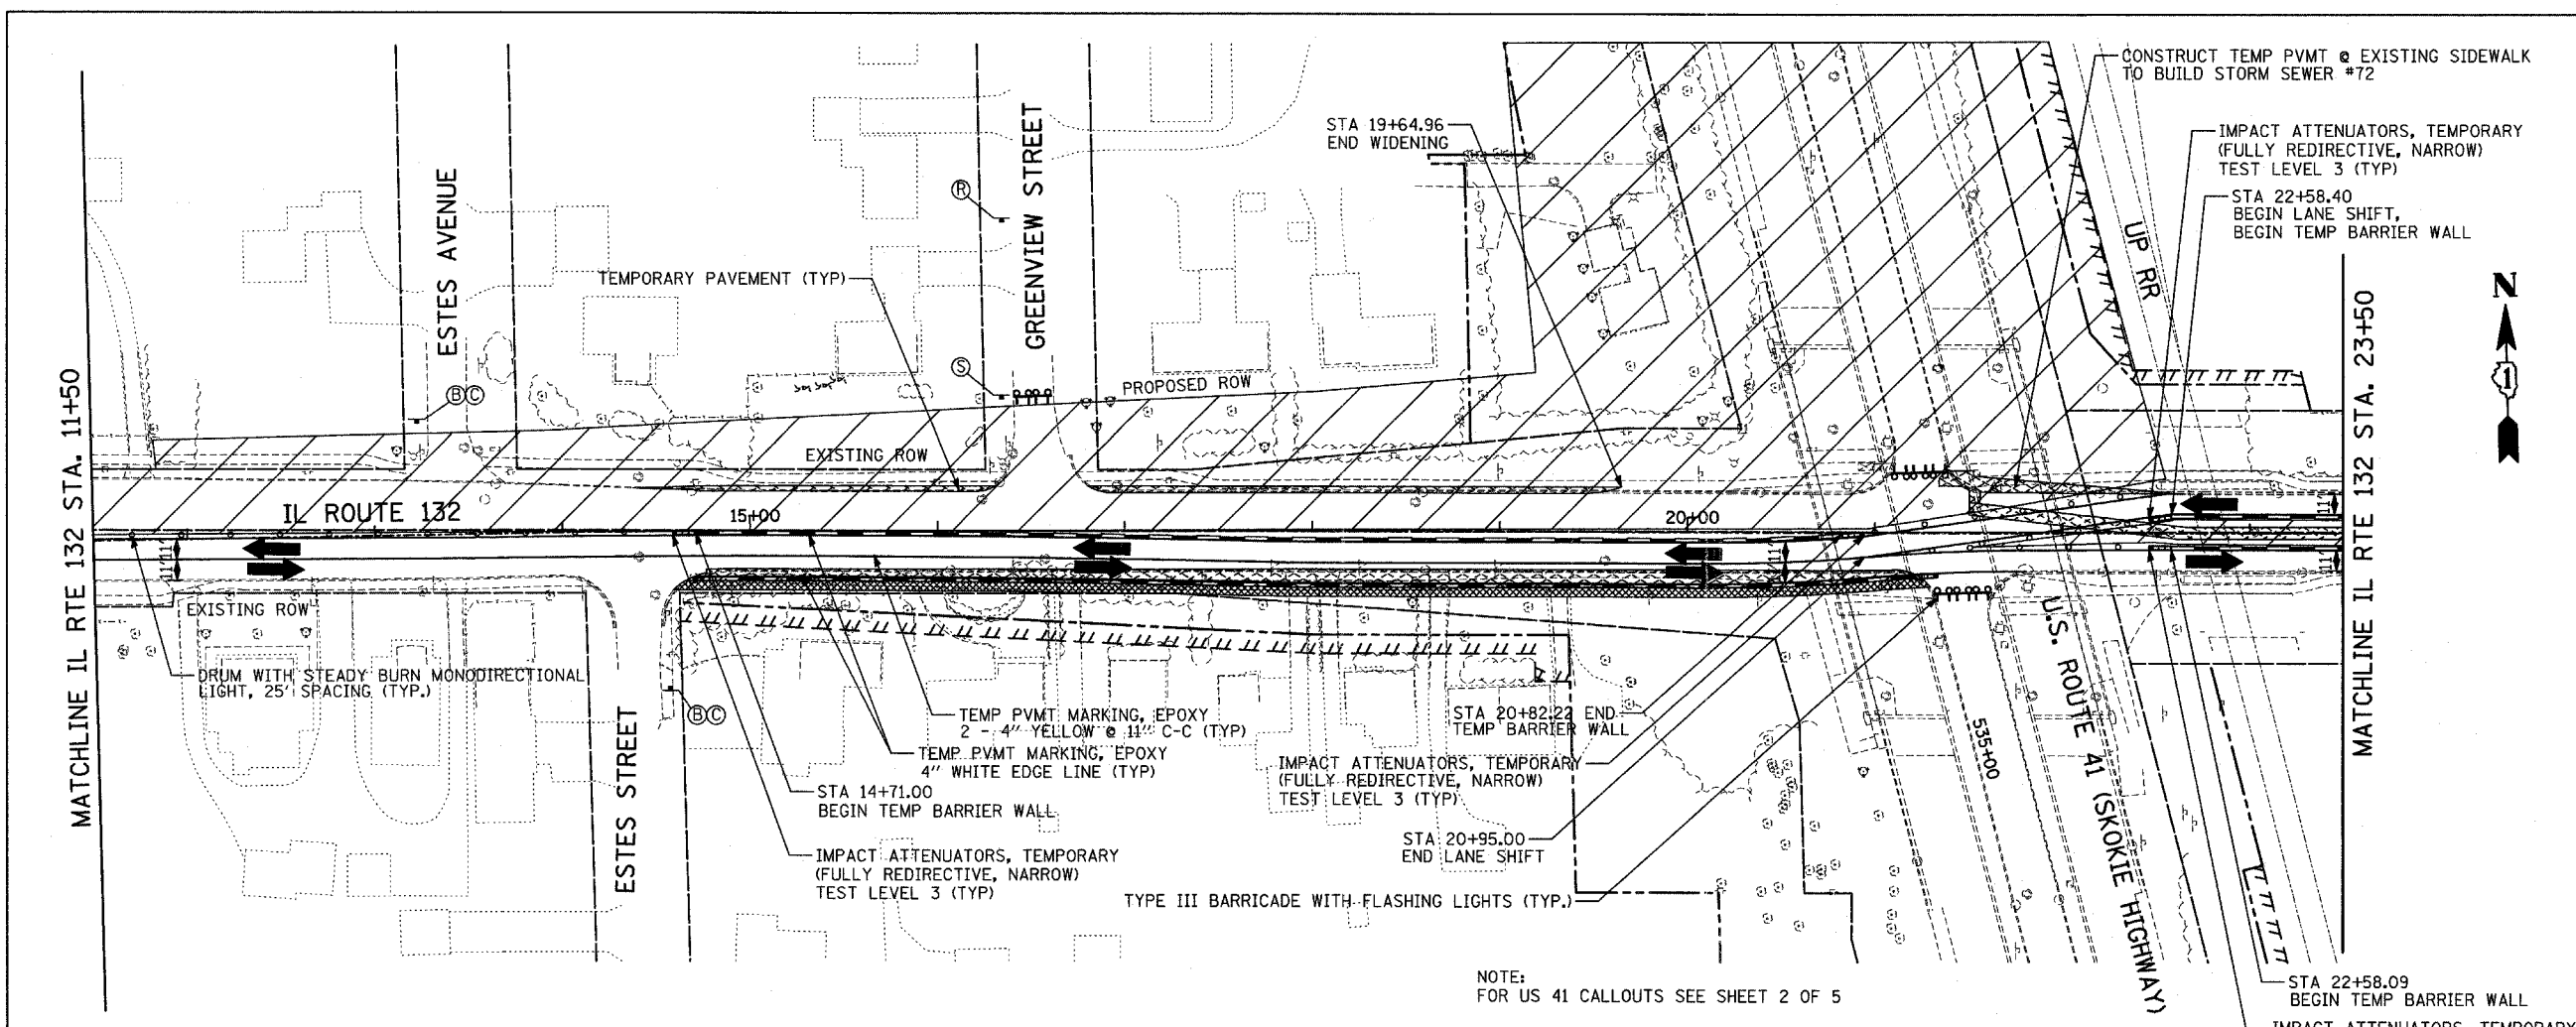 CONSTRUCT TEMP PVMT @ EXISTING SIDEWALK
TO BUILD STORM SEWER #72
STA 19+64.96
END WIDENING
IMPACT ATTENUATORS, TEMPORARY
(FULLY REDIRECTIVE, NARROW)
TEST LEVEL 3 (TYP)
STA 22+58.40
BEGIN LANE SHIFT,
BEGIN TEMP BARRIER WALL
ESTES AVENUE
GREENVIEW STREET
R
UP RR
N
1
TEMPORARY PAVEMENT (TYP)
S
B C
PROPOSED ROW
EXISTING ROW
MATCHLINE IL RTE 132 STA. 11+50
MATCHLINE IL RTE 132 STA. 23+50
IL ROUTE 132
15+00
20+00
11'
11'
11'
11'
11'
EXISTING ROW
DRUM WITH STEADY BURN MONODIRECTIONAL
LIGHT, 25' SPACING (TYP.)
B C
ESTES STREET
TEMP PVMT MARKING, EPOXY
2 - 4" YELLOW @ 11" C-C (TYP)
TEMP PVMT MARKING, EPOXY
4" WHITE EDGE LINE (TYP)
STA 14+71.00
BEGIN TEMP BARRIER WALL
IMPACT ATTENUATORS, TEMPORARY
(FULLY REDIRECTIVE, NARROW)
TEST LEVEL 3 (TYP)
STA 20+82.22 END
TEMP BARRIER WALL
IMPACT ATTENUATORS, TEMPORARY
(FULLY REDIRECTIVE, NARROW)
TEST LEVEL 3 (TYP)
STA 20+95.00
END LANE SHIFT
TYPE III BARRICADE WITH FLASHING LIGHTS (TYP.)
535+00
U.S. ROUTE 41 (SKOKIE HIGHWAY)
NOTE:
FOR US 41 CALLOUTS SEE SHEET 2 OF 5
STA 22+58.09
BEGIN TEMP BARRIER WALL
IMPACT ATTENUATORS, TEMPORARY